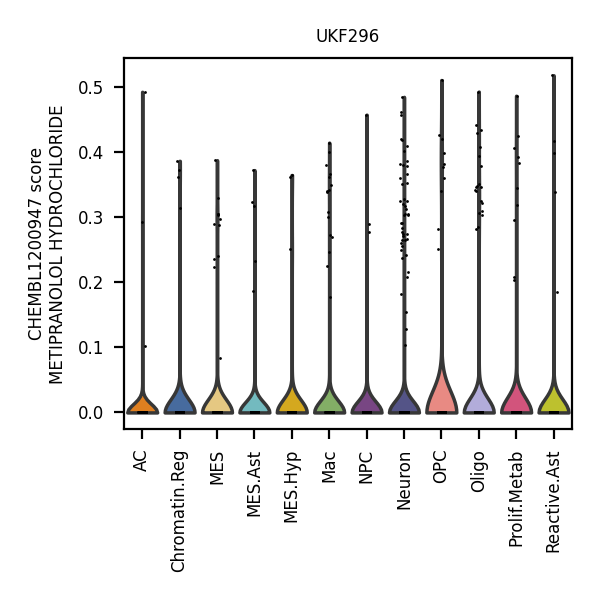 UKF296
CHEMBL1200947 score
METIPRANOLOL HYDROCHLORIDE
0.5
0.4
0.3
0.2
0.1
0.0
AC
Chromatin.Reg
MES
MES.Ast
MES.Hyp
Mac
NPC
Neuron
OPC
Oligo
Prolif.Metab
Reactive.Ast